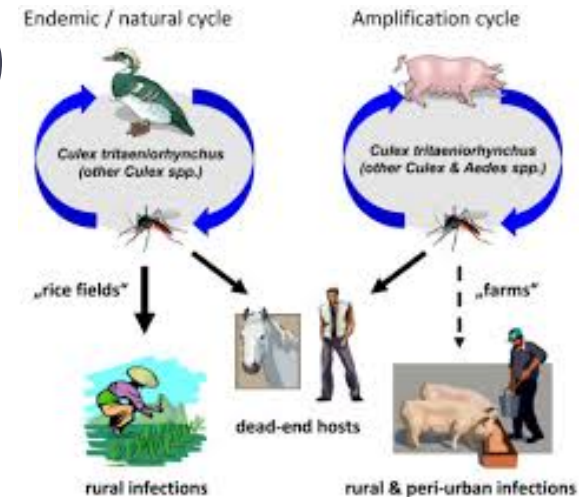 Endemic / natural cycle
Amplification cycle
Culex tritaeniorhynchus
(other Culex spp.)
Culex tritaeniorhynchus
(other Culex & Aedes spp.)
„rice fields“
„farms“
dead-end hosts
rural infections
rural & peri-urban infections